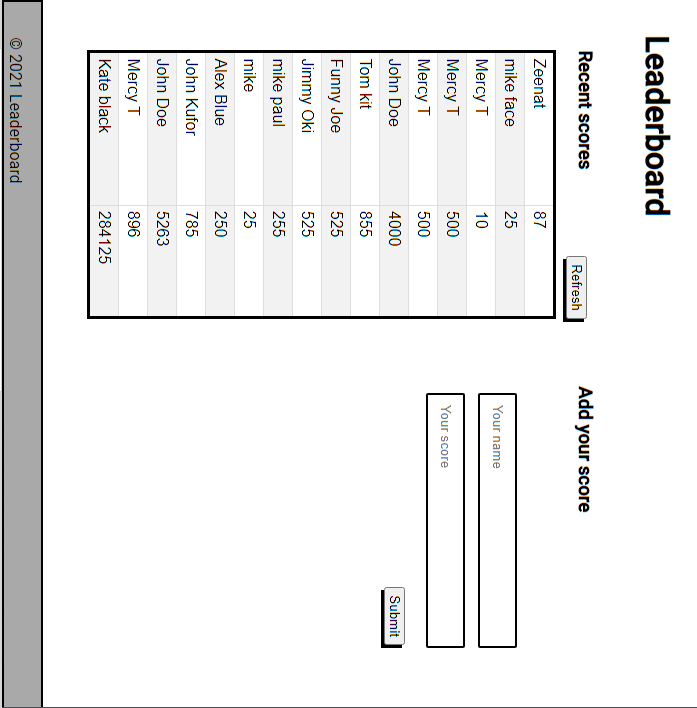 Leaderboard
Recent scores
Refresh
Zeenat 87
mike face 25
Mercy T 10
Mercy T 500
Mercy T 500
John Doe 4000
Tom kit 855
Funny Joe 525
Jimmy Oki 525
mike paul 255
mike 25
Alex Blue 250
John Kufor 785
John Doe 5263
Mercy T 896
Kate black 284125
Add your score
Your name
Your score
Submit
© 2021 Leaderboard